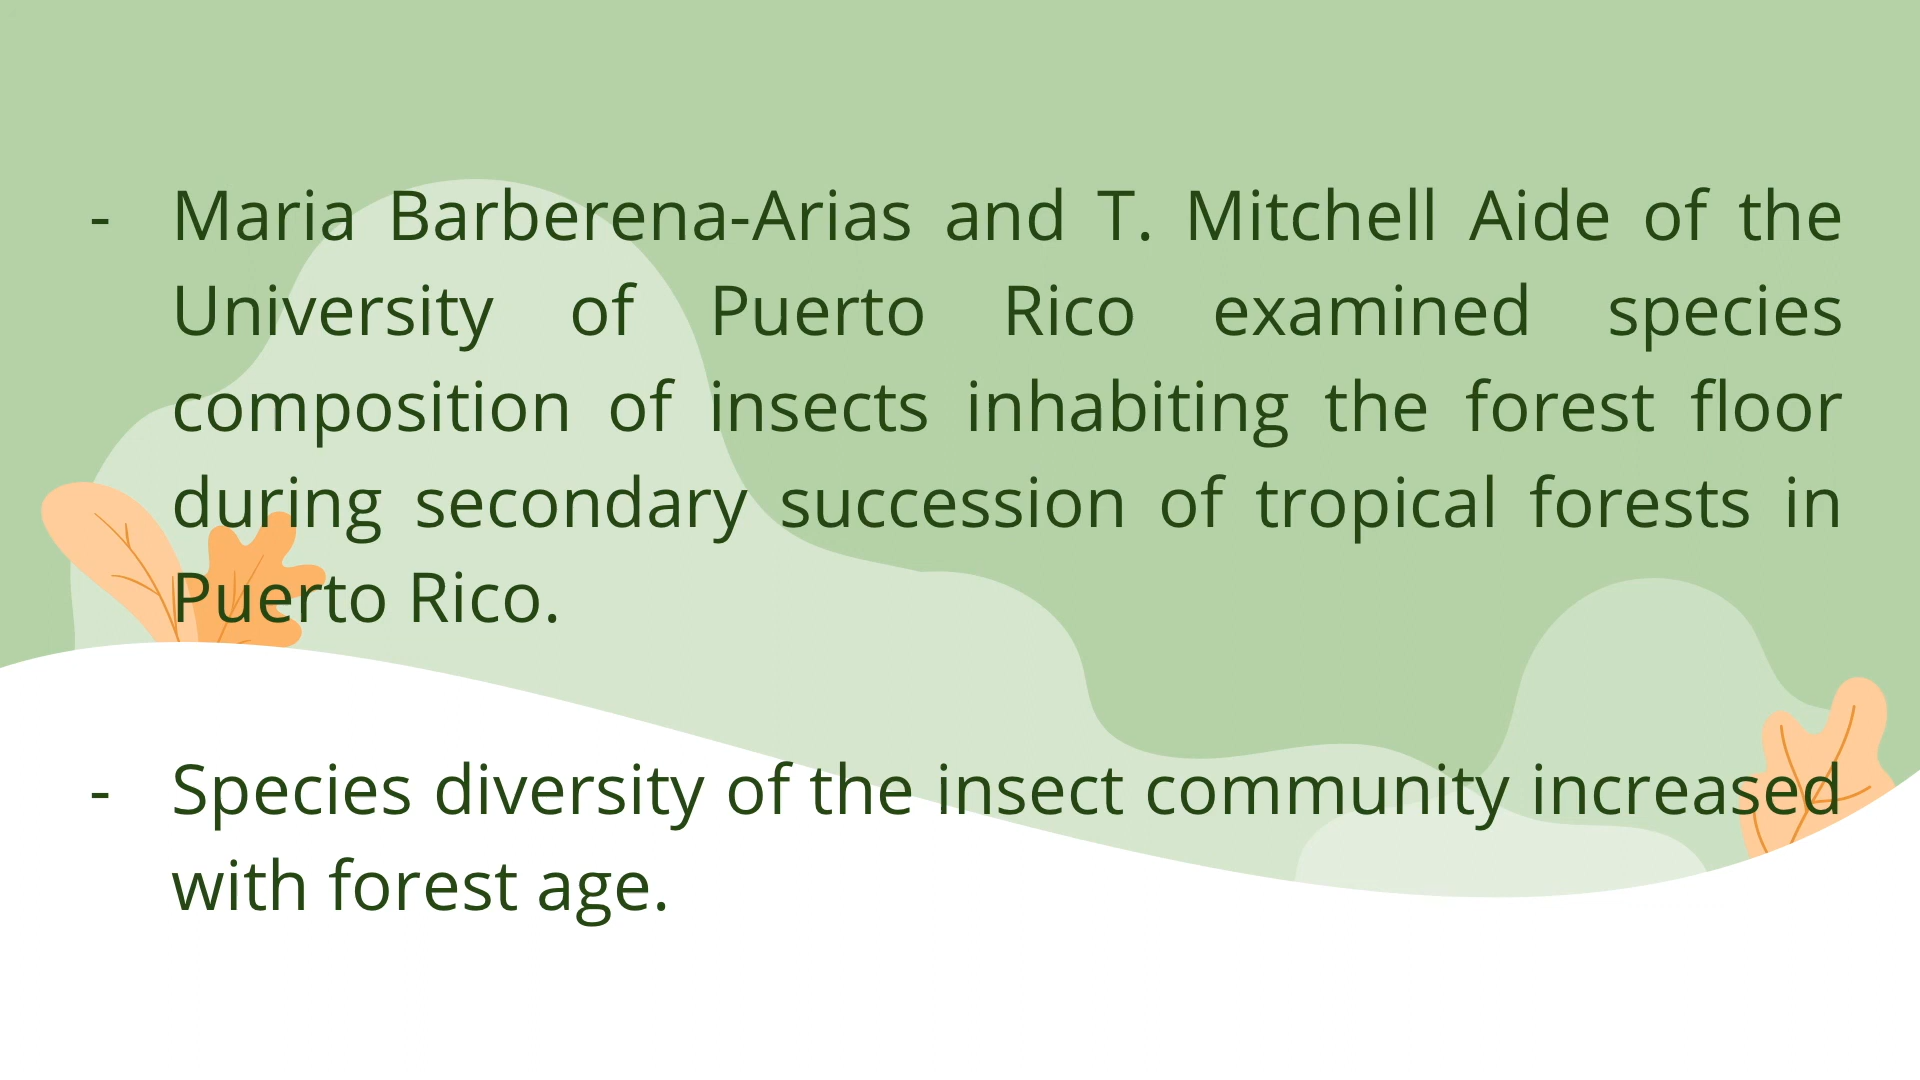 - Maria Barberena-Arias and T. Mitchell Aide of the
University of Puerto Rico examined species
composition of insects inhabiting the forest floor
during secondary succession of tropical forests in
Puerto Rico.
- Species diversity of the insect community increased
with forest age.